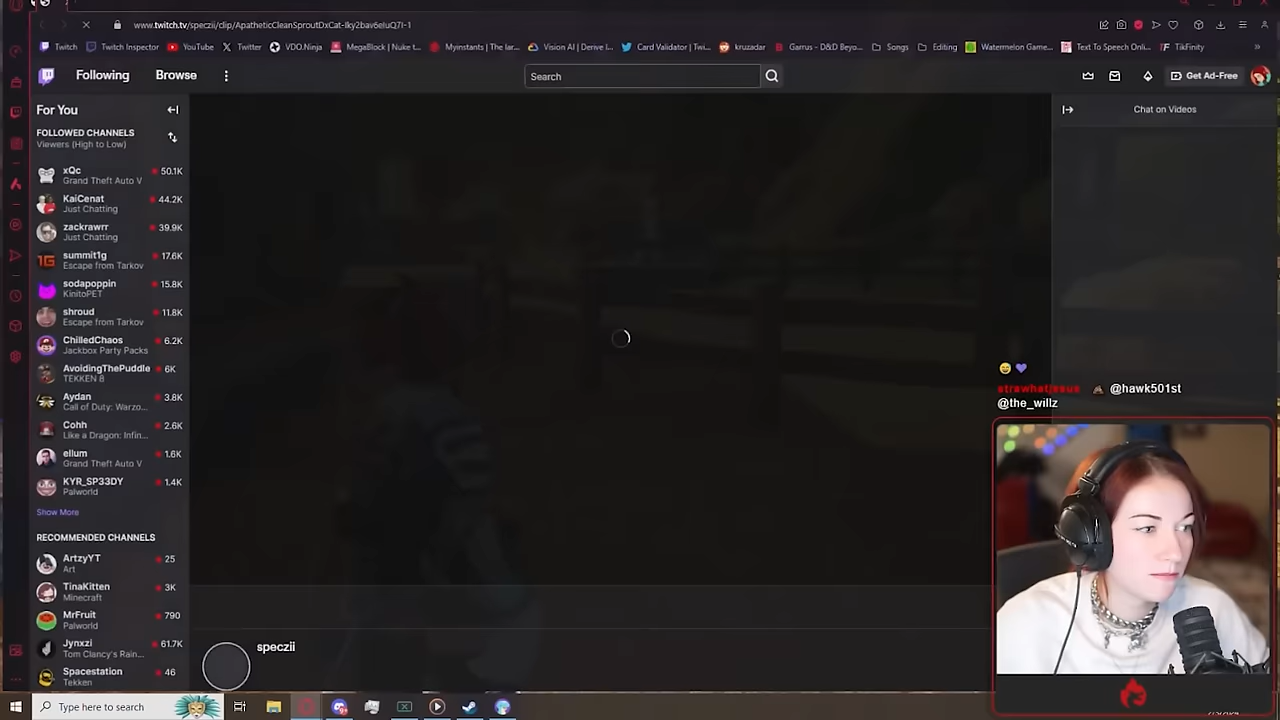 www.twitch.tv/speczii/clip/ApatheticCleanSproutDxCat-Iky2bav6eIuQ7I-1
Twitch
Twitch Inspector
YouTube
Twitter
VDO.Ninja
MegaBlock | Nuke t...
Myinstants | The lar...
Vision AI | Derive I...
Card Validator | Twi...
kruzadar
Garrus - D&D Beyo...
Songs
Editing
Watermelon Game...
Text To Speech Onli...
TikFinity
Following
Browse
Search
Get Ad-Free
For You
FOLLOWED CHANNELS
Viewers (High to Low)
xQc 50.1K
Grand Theft Auto V
KaiCenat 44.2K
Just Chatting
zackrawrr 39.9K
Just Chatting
summit1g 17.6K
Escape from Tarkov
sodapoppin 15.8K
KinitoPET
shroud 11.8K
Escape from Tarkov
ChilledChaos 6.2K
Jackbox Party Packs
AvoidingThePuddle 6K
TEKKEN 8
Aydan 3.8K
Call of Duty: Warzo...
Cohh 2.6K
Like a Dragon: Infin...
ellum 1.6K
Grand Theft Auto V
KYR_SP33DY 1.4K
Palworld
Show More
RECOMMENDED CHANNELS
ArtzyYT 25
Art
TinaKitten 3K
Minecraft
MrFruit 790
Palworld
Jynxzi 61.7K
Tom Clancy's Rain...
Spacestation 46
Tekken
speczii
Chat on Videos
strawhatjesus @hawk501st
@the_willz
Type here to search